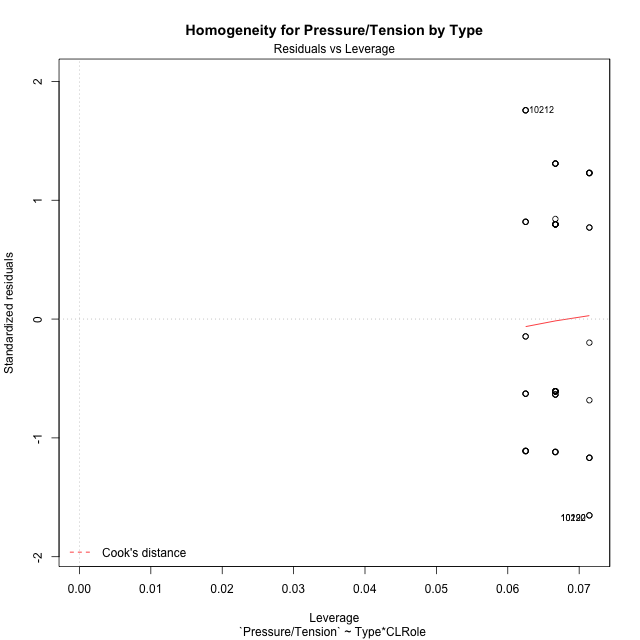 Homogeneity for Pressure/Tension by Type
Residuals vs Leverage
2
1
0
-1
-2
Standardized residuals
10212
Cook's distance
0.00 0.01 0.02 0.03 0.04 0.05 0.06 0.07
Leverage
`Pressure/Tension` ~ Type*CLRole